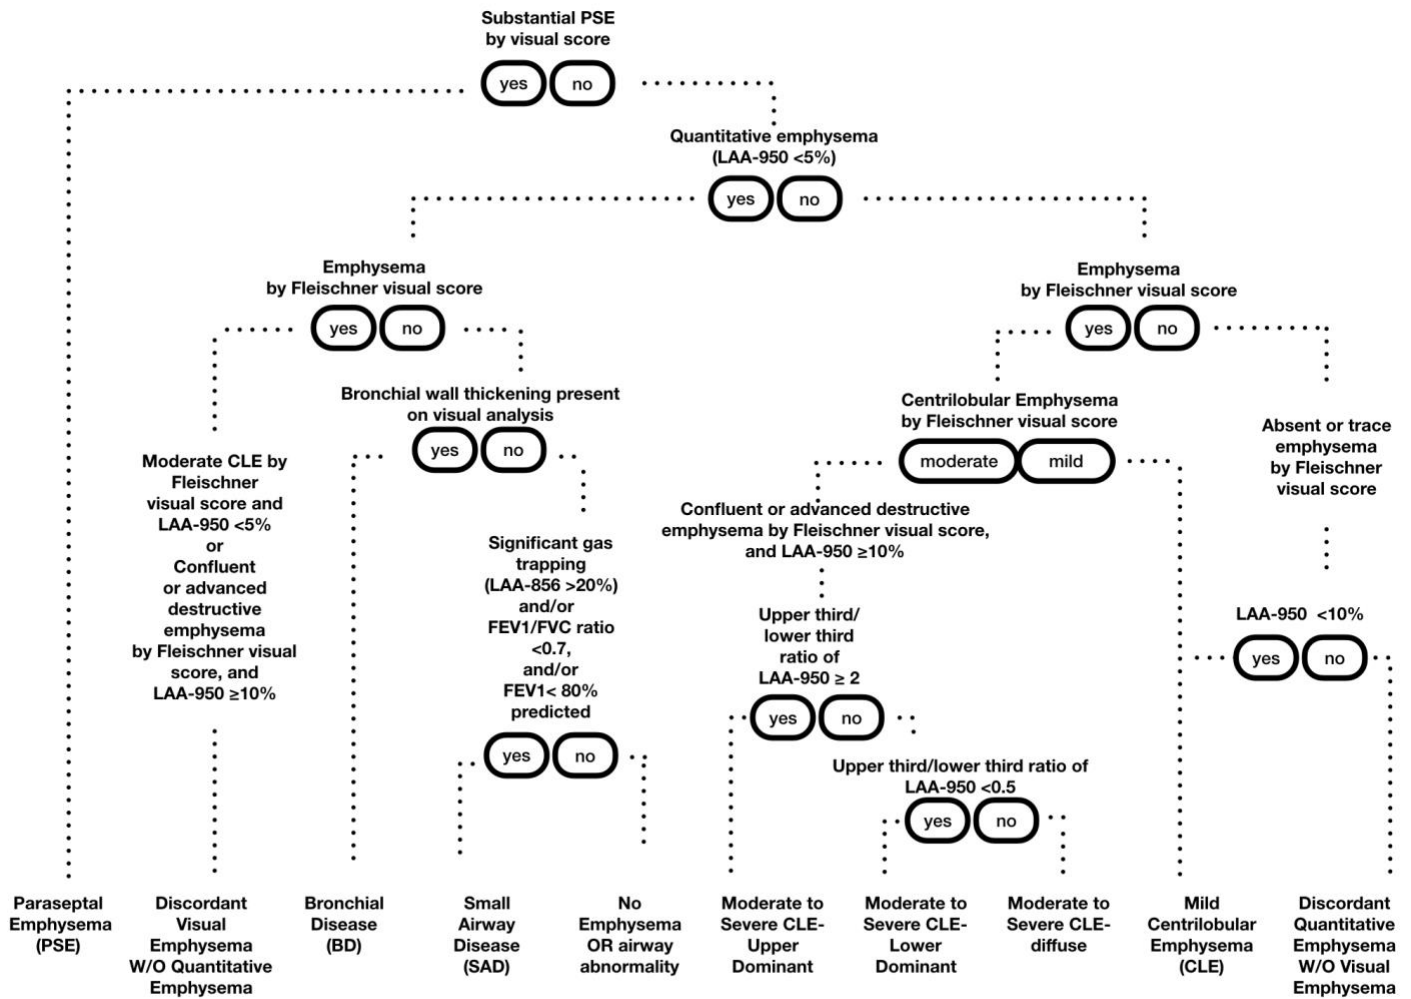 Substantial PSE
by visual score
yes
no
Quantitative emphysema
(LAA-950 <5%)
yes
no
Emphysema
by Fleischner visual score
yes
no
Emphysema
by Fleischner visual score
yes
no
Bronchial wall thickening present
on visual analysis
yes
no
Centrilobular Emphysema
by Fleischner visual score
moderate
mild
Absent or trace
emphysema
by Fleischner
visual score
Moderate CLE by
Fleischner
visual score and
LAA-950 <5%
or
Confluent
or advanced
destructive
emphysema
by Fleischner visual
score, and
LAA-950 ≥10%
Significant gas
trapping
(LAA-856 >20%)
and/or
FEV1/FVC ratio
<0.7,
and/or
FEV1< 80%
predicted
yes
no
Confluent or advanced destructive
emphysema by Fleischner visual score,
and LAA-950 ≥10%
Upper third/
lower third
ratio of
LAA-950 ≥ 2
yes
no
LAA-950 <10%
yes
no
Upper third/lower third ratio of
LAA-950 <0.5
yes
no
Paraseptal
Emphysema
(PSE)
Discordant
Visual
Emphysema
W/O Quantitative
Emphysema
Bronchial
Disease
(BD)
Small
Airway
Disease
(SAD)
No
Emphysema
OR airway
abnormality
Moderate to
Severe CLE-
Upper
Dominant
Moderate to
Severe CLE-
Lower
Dominant
Moderate to
Severe CLE-
diffuse
Mild
Centrilobular
Emphysema
(CLE)
Discordant
Quantitative
Emphysema
W/O Visual
Emphysema